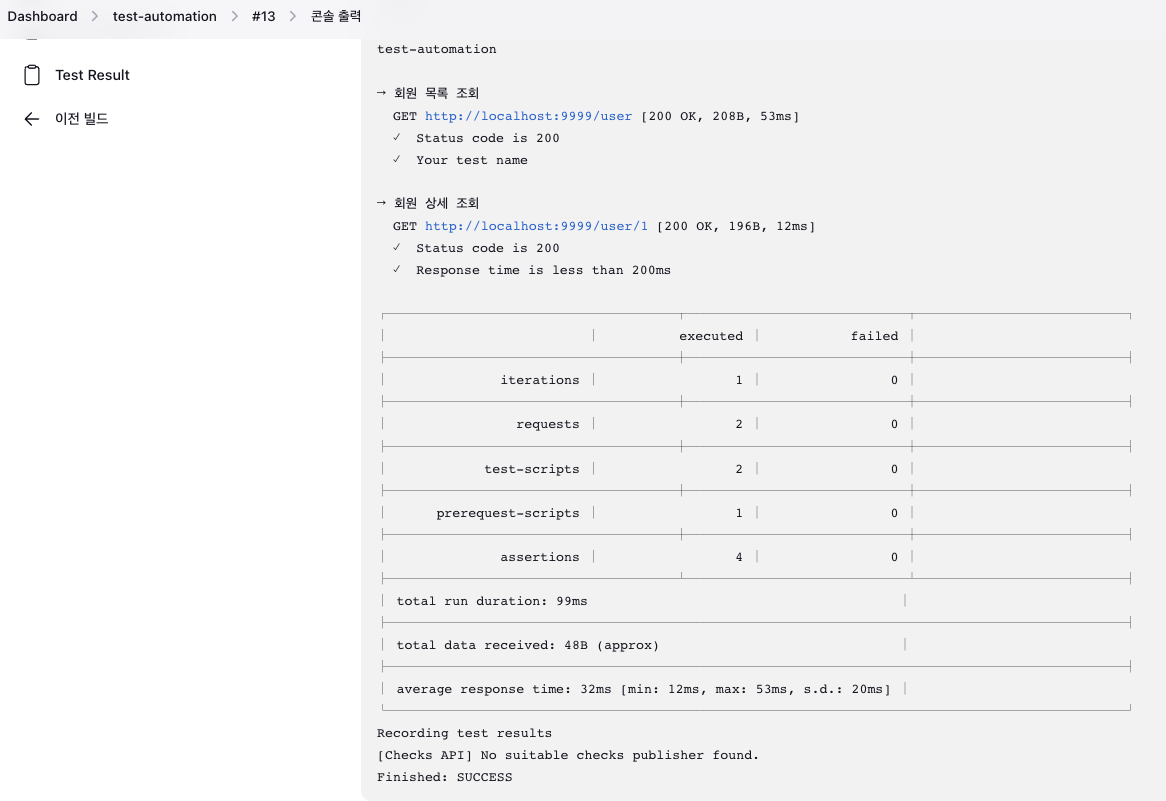 Dashboard > test-automation > #13 > 콘솔 출력
Test Result
이전 빌드
test-automation
→ 회원 목록 조회
GET http://localhost:9999/user [200 OK, 208B, 53ms]
✓ Status code is 200
✓ Your test name
→ 회원 상세 조회
GET http://localhost:9999/user/1 [200 OK, 196B, 12ms]
✓ Status code is 200
✓ Response time is less than 200ms
│ │ executed │ failed │
│ iterations │ 1 │ 0 │
│ requests │ 2 │ 0 │
│ test-scripts │ 2 │ 0 │
│ prerequest-scripts │ 1 │ 0 │
│ assertions │ 4 │ 0 │
│ total run duration: 99ms │
│ total data received: 48B (approx) │
│ average response time: 32ms [min: 12ms, max: 53ms, s.d.: 20ms] │
Recording test results
[Checks API] No suitable checks publisher found.
Finished: SUCCESS